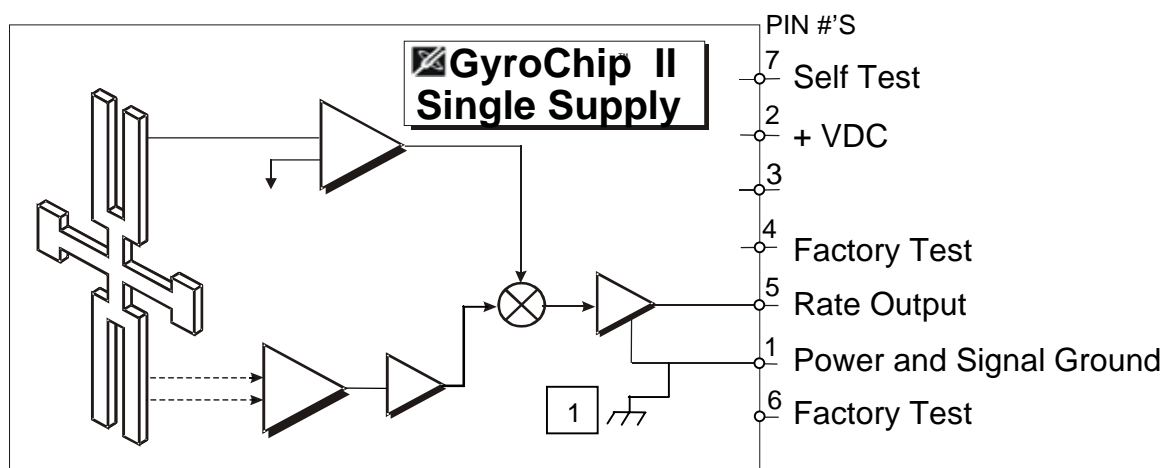 PIN #'S
GyroChip™ II
Single Supply
7 Self Test
2 + VDC
3
4 Factory Test
5 Rate Output
1 Power and Signal Ground
1
6 Factory Test